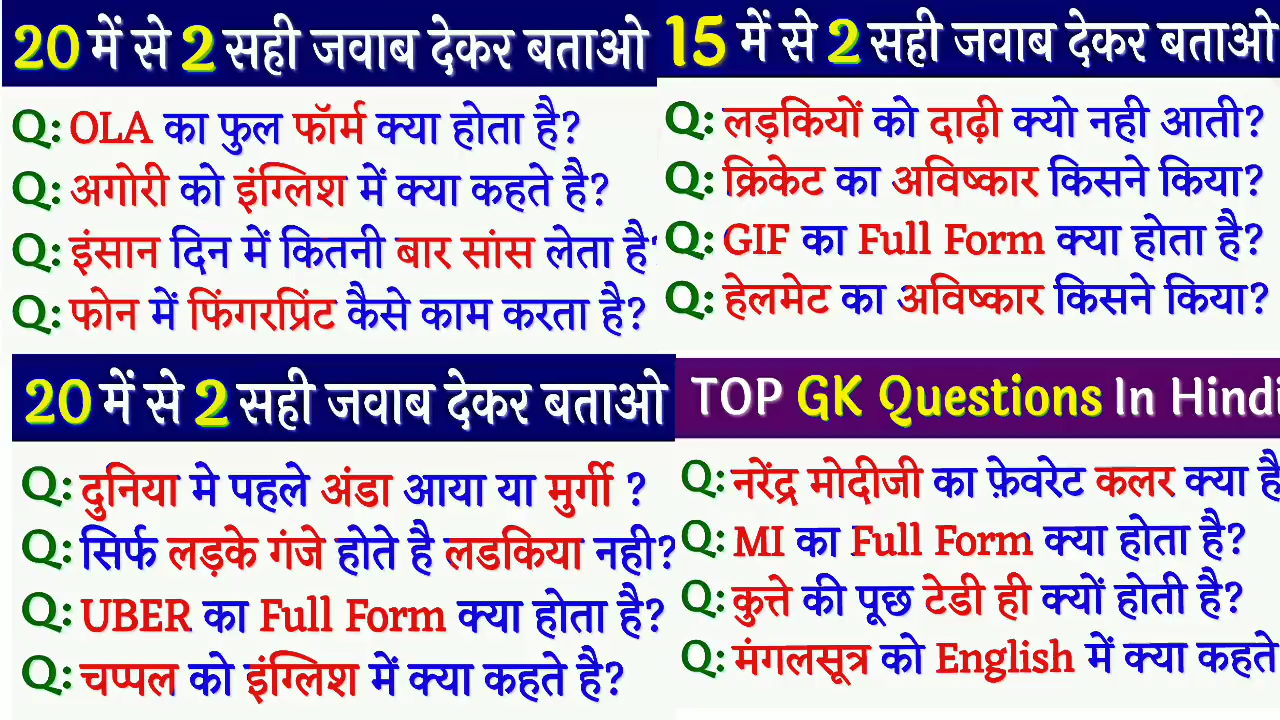 20 में से 2 सही जवाब देकर बताओ
Q: OLA का फुल फॉर्म क्या होता है?
Q: अगोरी को इंग्लिश में क्या कहते है?
Q: इंसान दिन में कितनी बार सांस लेता है?
Q: फोन में फिंगरप्रिंट कैसे काम करता है?
15 में से 2 सही जवाब देकर बताओ
Q: लड़कियों को दाढ़ी क्यो नही आती?
Q: क्रिकेट का अविष्कार किसने किया?
Q: GIF का Full Form क्या होता है?
Q: हेलमेट का अविष्कार किसने किया?
20 में से 2 सही जवाब देकर बताओ
Q: दुनिया मे पहले अंडा आया या मुर्गी ?
Q: सिर्फ लड़के गंजे होते है लडकिया नही?
Q: UBER का Full Form क्या होता है?
Q: चप्पल को इंग्लिश में क्या कहते है?
TOP GK Questions In Hindi
Q: नरेंद्र मोदीजी का फ़ेवरेट कलर क्या है
Q: MI का Full Form क्या होता है?
Q: कुत्ते की पूछ टेडी ही क्यों होती है?
Q: मंगलसूत्र को English में क्या कहते